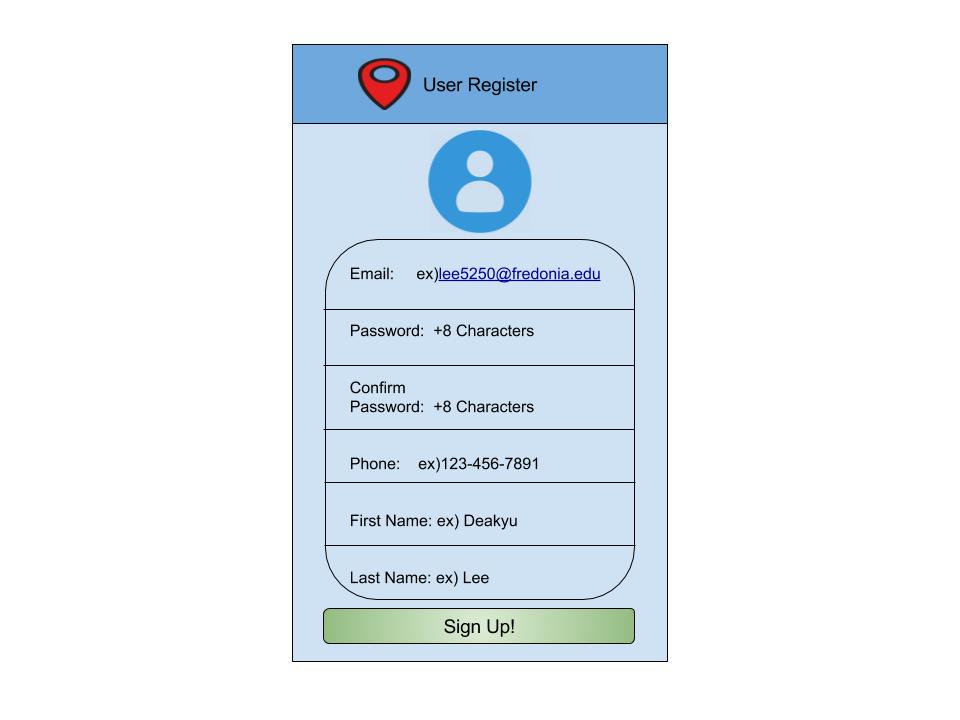 User Register
Email: ex)lee5250@fredonia.edu
Password: +8 Characters
Confirm
Password: +8 Characters
Phone: ex)123-456-7891
First Name: ex) Deakyu
Last Name: ex) Lee
Sign Up!